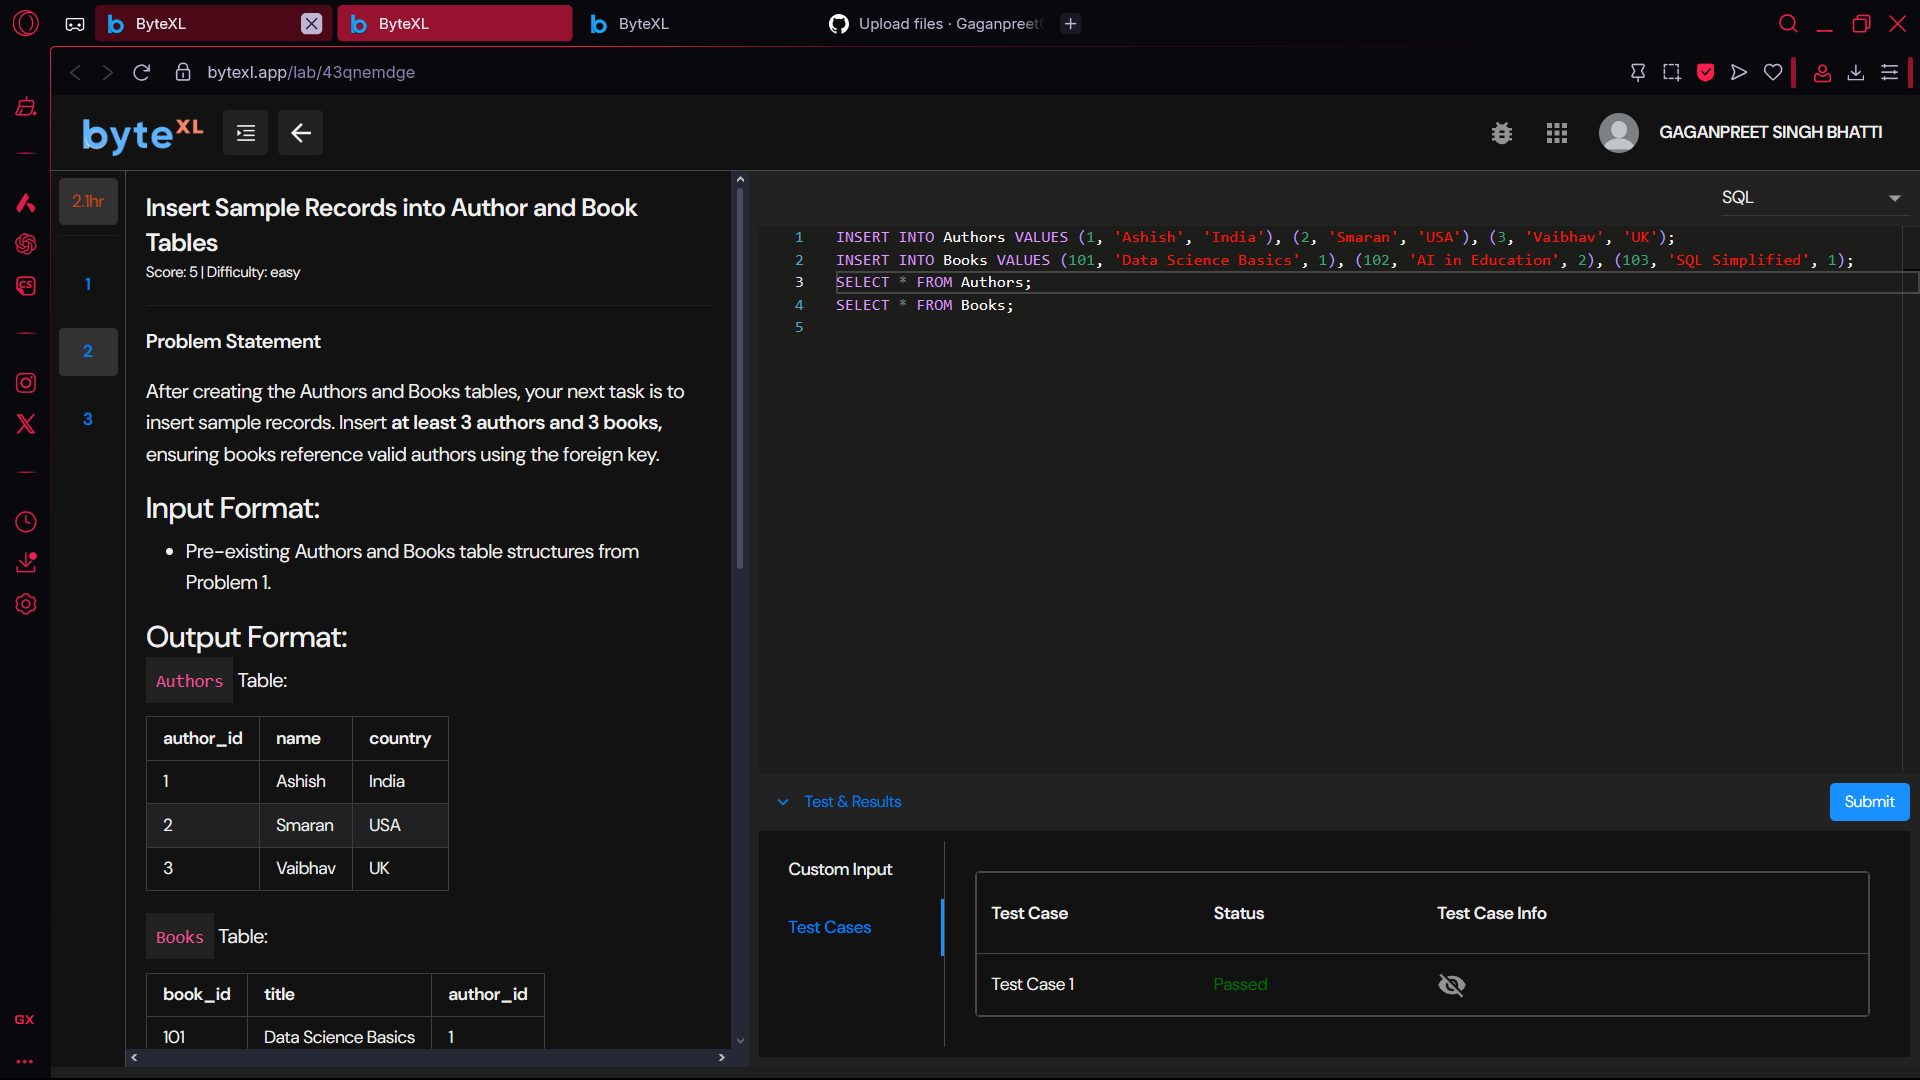 ByteXL
ByteXL
ByteXL
Upload files · Gaganpreet
bytexl.app/lab/43qnemdge
byteXL
GAGANPREET SINGH BHATTI
2.1hr
1
2
3
Insert Sample Records into Author and Book
Tables
Score: 5 | Difficulty: easy
Problem Statement
After creating the Authors and Books tables, your next task is to
insert sample records. Insert at least 3 authors and 3 books,
ensuring books reference valid authors using the foreign key.
Input Format:
• Pre-existing Authors and Books table structures from
Problem 1.
Output Format:
Authors Table:
author_id name country
1 Ashish India
2 Smaran USA
3 Vaibhav UK
Books Table:
book_id title author_id
101 Data Science Basics 1
SQL
1 INSERT INTO Authors VALUES (1, 'Ashish', 'India'), (2, 'Smaran', 'USA'), (3, 'Vaibhav', 'UK');
2 INSERT INTO Books VALUES (101, 'Data Science Basics', 1), (102, 'AI in Education', 2), (103, 'SQL Simplified', 1);
3 SELECT * FROM Authors;
4 SELECT * FROM Books;
5
Test & Results
Submit
Custom Input
Test Cases
Test Case Status Test Case Info
Test Case 1 Passed
GX